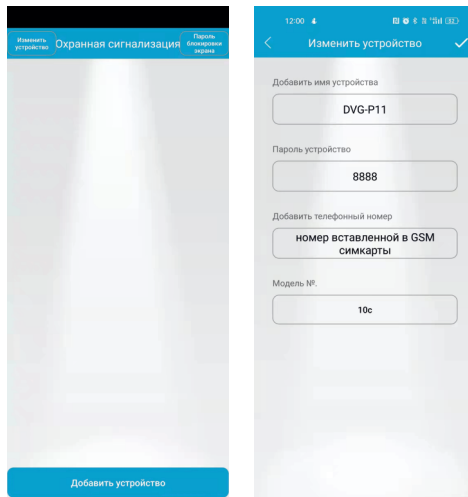 Изменить
устройство
Охранная сигнализация
Пароль
блокировки
экрана
Добавить устройство
12:00
Изменить устройство
Добавить имя устройства
DVG-P11
Пароль устройство
8888
Добавить телефонный номер
номер вставленной в GSM
симкарты
Модель №.
10c